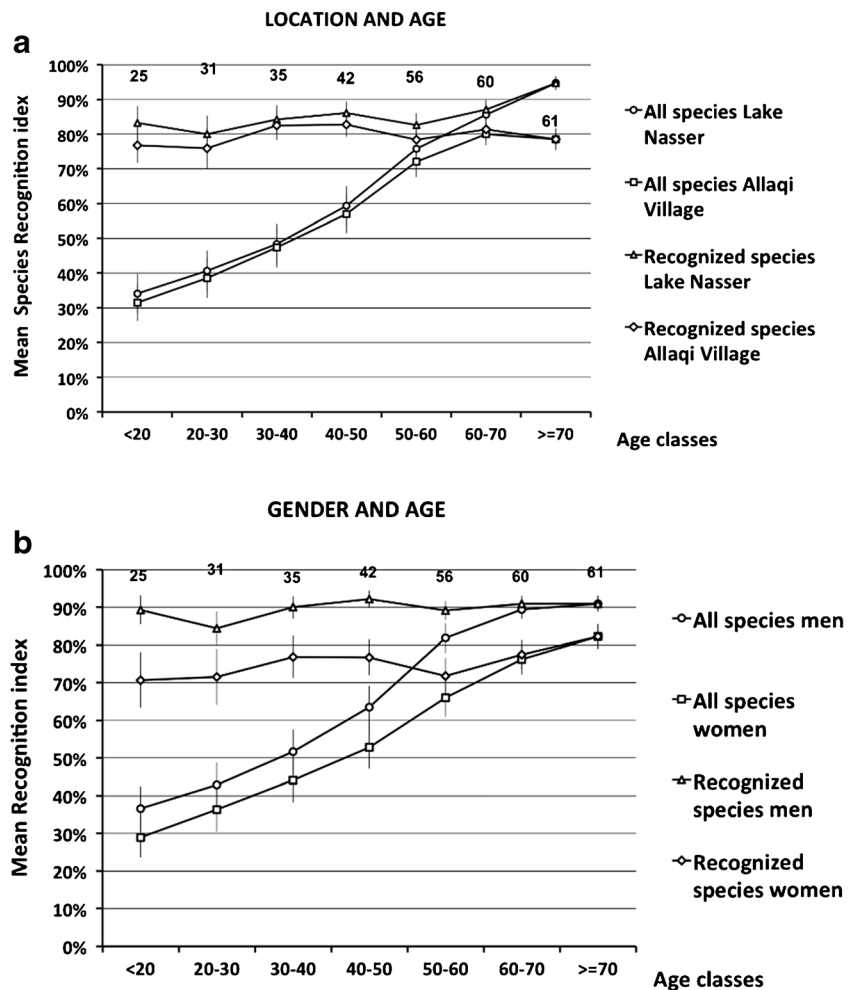 LOCATION AND AGE
a
Mean Species Recognition idex
100%
90%
80%
70%
60%
50%
40%
30%
20%
10%
0%
25 31 35 42 56 60
61
<20 20-30 30-40 40-50 50-60 60-70 >=70
Age classes
All species Lake
Nasser
All species Allaqi
Village
Recognized species
Lake Nasser
Recognized species
Allaqi Village
GENDER AND AGE
b
Mean Recognition index
100%
90%
80%
70%
60%
50%
40%
30%
20%
10%
0%
25 31 35 42 56 60 61
<20 20-30 30-40 40-50 50-60 60-70 >=70
Age classes
All species men
All species
women
Recognized
species men
Recognized
species women